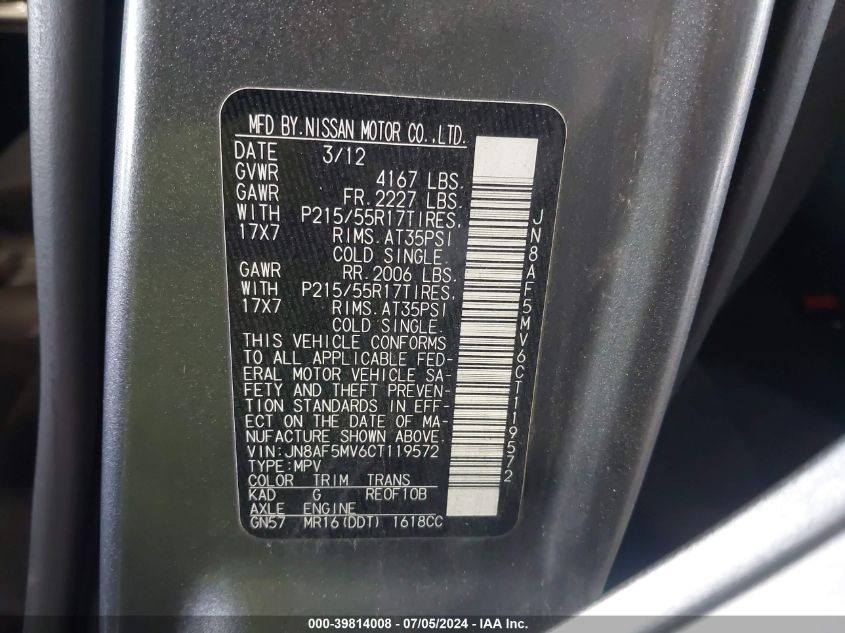 MFD BY.NISSAN MOTOR CO.,LTD.
DATE 3/12
GVWR 4167 LBS.
GAWR FR.2227 LBS.
WITH P215/55R17TIRES,
17X7 RIMS.AT35PSI
COLD SINGLE.
GAWR RR.2006 LBS.
WITH P215/55R17TIRES,
17X7 RIMS.AT35PSI
COLD SINGLE.
THIS VEHICLE CONFORMS
TO ALL APPLICABLE FED-
ERAL MOTOR VEHICLE SA-
FETY AND THEFT PREVEN-
TION STANDARDS IN EFF-
ECT ON THE DATE OF MA-
NUFACTURE SHOWN ABOVE.
VIN:JN8AF5MV6CT119572
TYPE:MPV
COLOR TRIM TRANS
KAD G RE0F10B
AXLE ENGINE
GN57 MR16(DDT) 1618CC
JN8AF5MV6CT119572
000-39814008 - 07/05/2024 - IAA Inc.